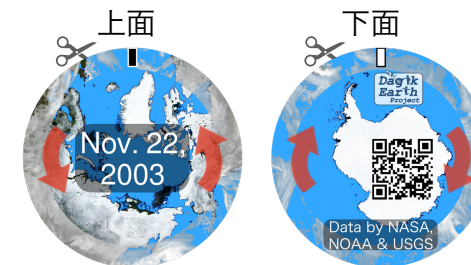 上面
下面
Nov. 22,
2003
Dagik
Earth
Project
Data by NASA,
NOAA & USGS